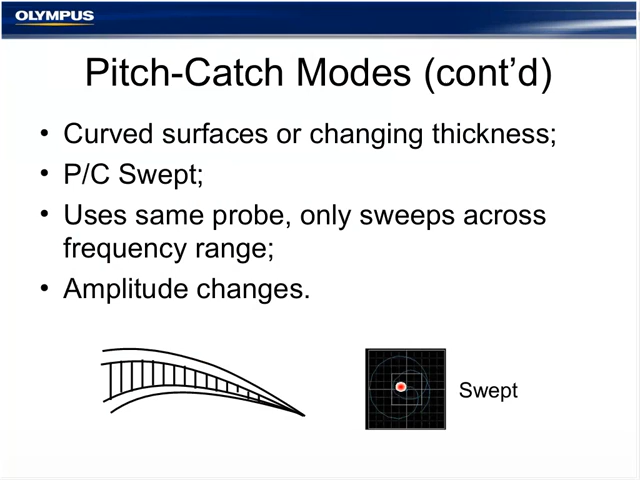 OLYMPUS
Pitch-Catch Modes (cont’d)
• Curved surfaces or changing thickness;
• P/C Swept;
• Uses same probe, only sweeps across
frequency range;
• Amplitude changes.
Swept